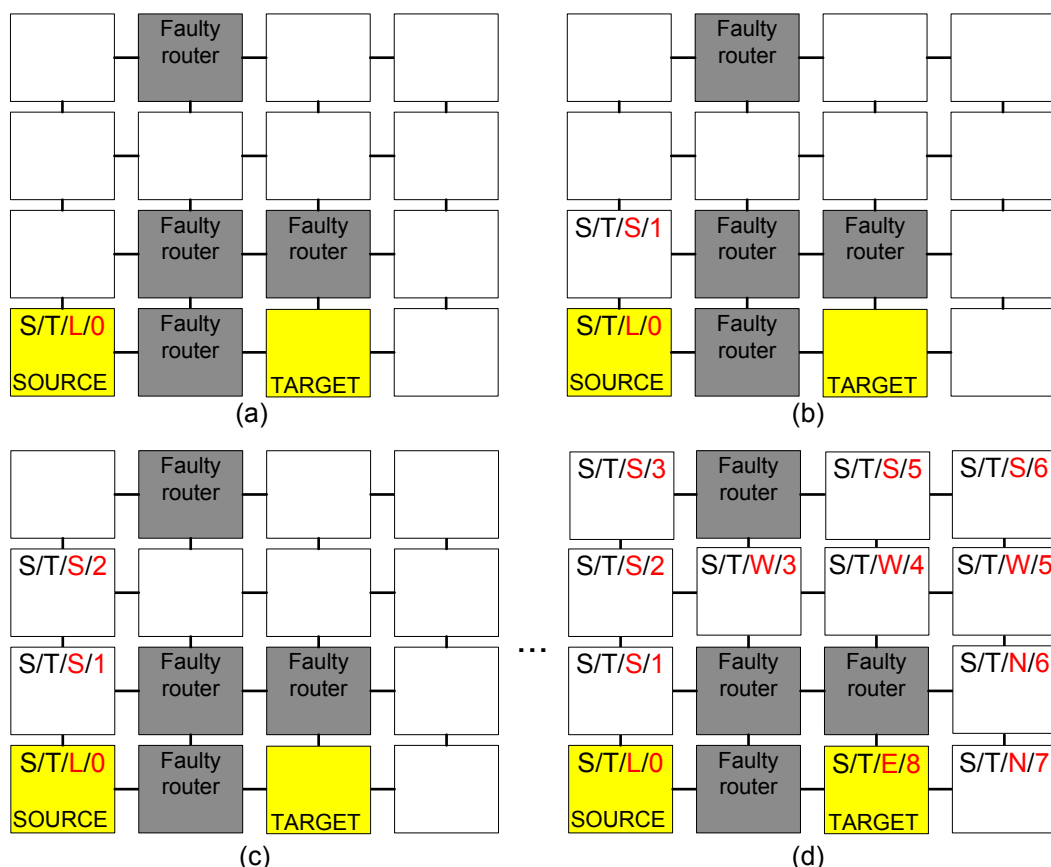 Faulty
router
Faulty
router
Faulty
router
S/T/L/0
SOURCE
Faulty
router
TARGET
(a)
Faulty
router
S/T/S/1
Faulty
router
Faulty
router
S/T/L/0
SOURCE
Faulty
router
TARGET
(b)
Faulty
router
S/T/S/2
S/T/S/1
Faulty
router
Faulty
router
S/T/L/0
SOURCE
Faulty
router
TARGET
(c)
...
S/T/S/3
Faulty
router
S/T/S/5
S/T/S/6
S/T/S/2
S/T/W/3
S/T/W/4
S/T/W/5
S/T/S/1
Faulty
router
Faulty
router
S/T/N/6
S/T/L/0
SOURCE
Faulty
router
S/T/E/8
TARGET
S/T/N/7
(d)